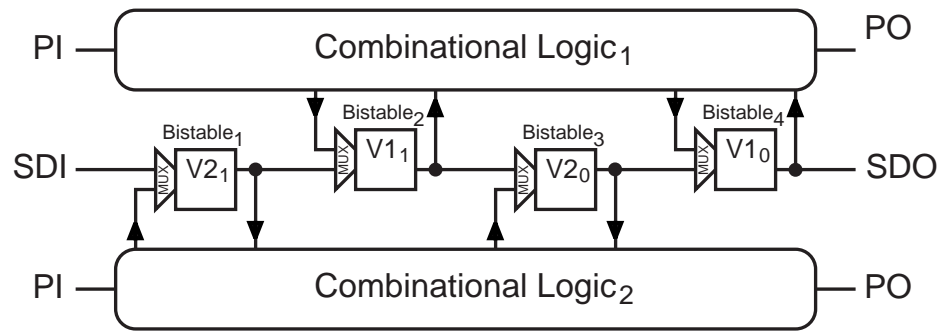 PI Combinational Logic1 PO
Bistable1 Bistable2 Bistable3 Bistable4
SDI MUX V21 MUX V11 MUX V20 MUX V10 SDO
PI Combinational Logic2 PO